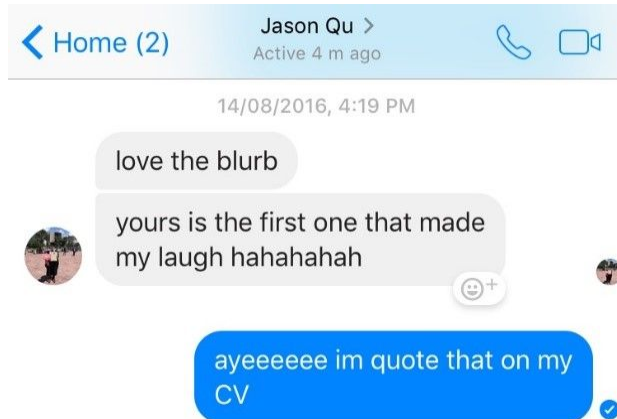 Home (2)
Jason Qu >
Active 4 m ago
14/08/2016, 4:19 PM
love the blurb
yours is the first one that made
my laugh hahahahah
ayeeeeee im quote that on my
CV